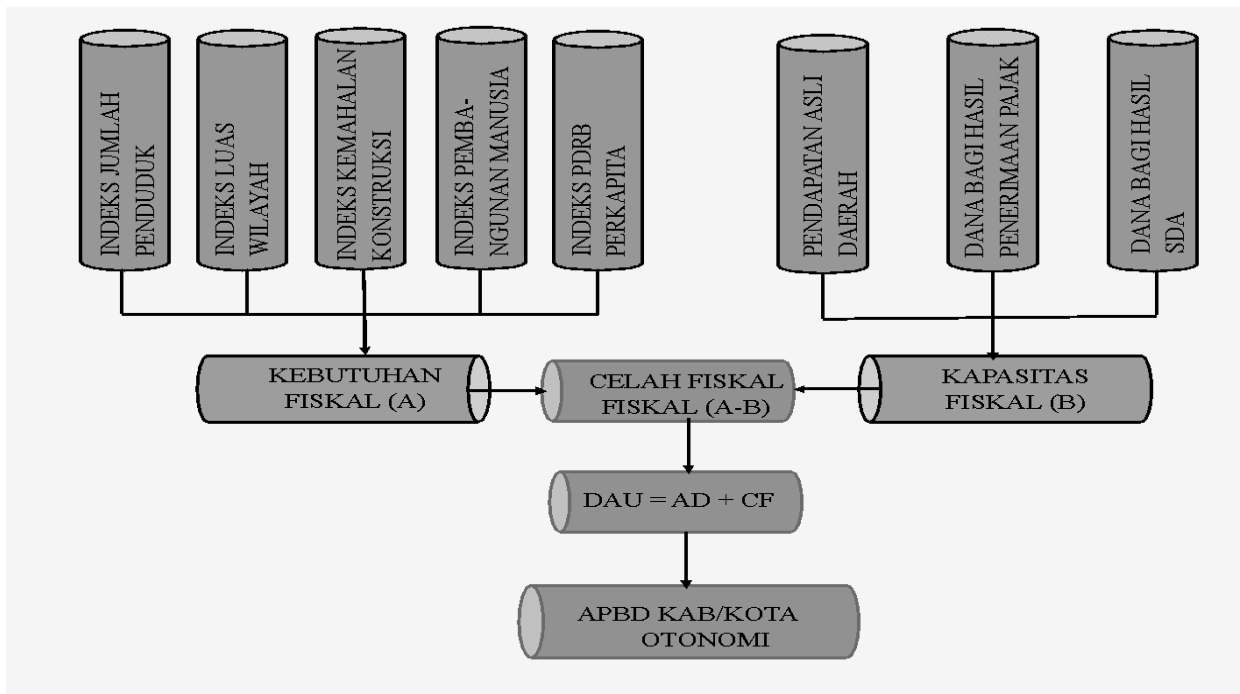 INDEKS JUMLAH
PENDUDUK
INDEKS LUAS
WILAYAH
INDEKS KEMAHALAN
KONSTRUKSI
INDEKS PEMBA-
NGUNAN MANUSIA
INDEKS PDRB
PERKAPITA
PENDAPATAN ASLI
DAERAH
DANA BAGI HASIL
PENERIMAAN PAJAK
DANA BAGI HASIL
SDA
KEBUTUHAN
FISKAL (A)
CELAH FISKAL
FISKAL (A-B)
KAPASITAS
FISKAL (B)
DAU = AD + CF
APBD KAB/KOTA
OTONOMI